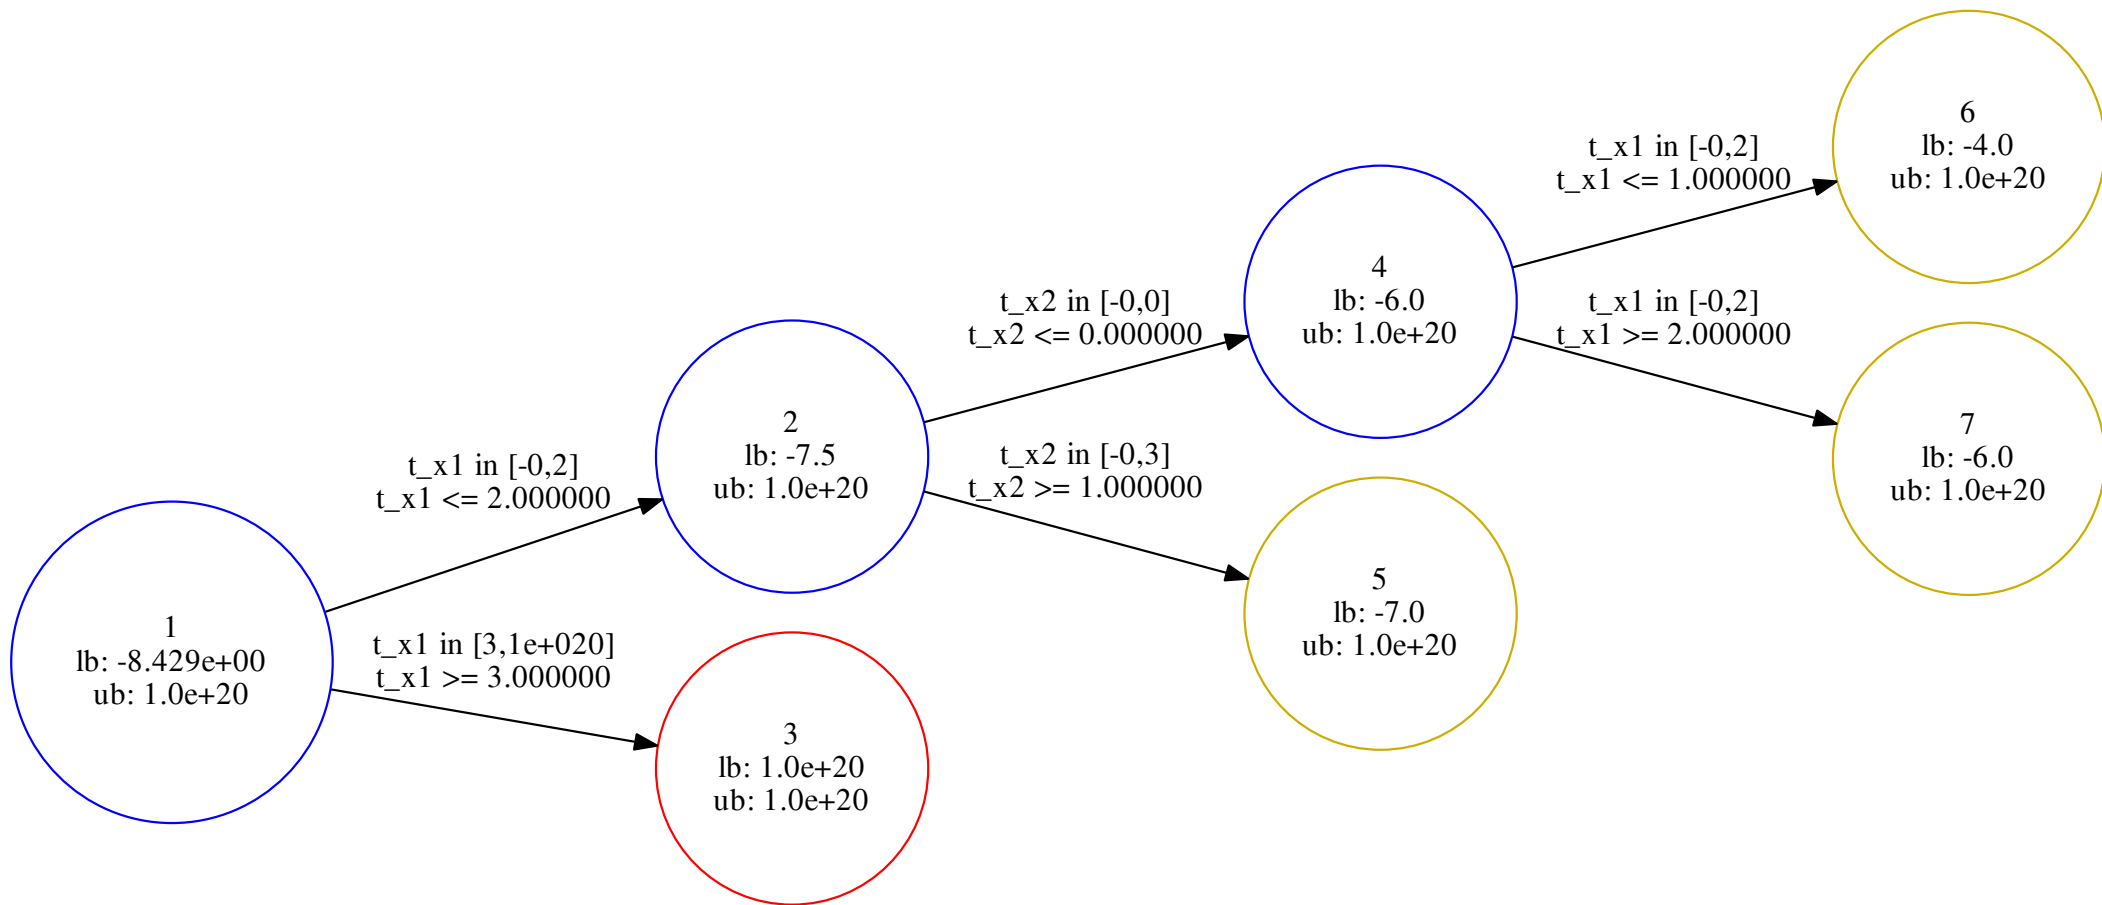 1
lb: -8.429e+00
ub: 1.0e+20
t_x1 in [-0,2]
t_x1 <= 2.000000
t_x1 in [3,1e+020]
t_x1 >= 3.000000
2
lb: -7.5
ub: 1.0e+20
3
lb: 1.0e+20
ub: 1.0e+20
t_x2 in [-0,0]
t_x2 <= 0.000000
t_x2 in [-0,3]
t_x2 >= 1.000000
4
lb: -6.0
ub: 1.0e+20
5
lb: -7.0
ub: 1.0e+20
t_x1 in [-0,2]
t_x1 <= 1.000000
t_x1 in [-0,2]
t_x1 >= 2.000000
6
lb: -4.0
ub: 1.0e+20
7
lb: -6.0
ub: 1.0e+20